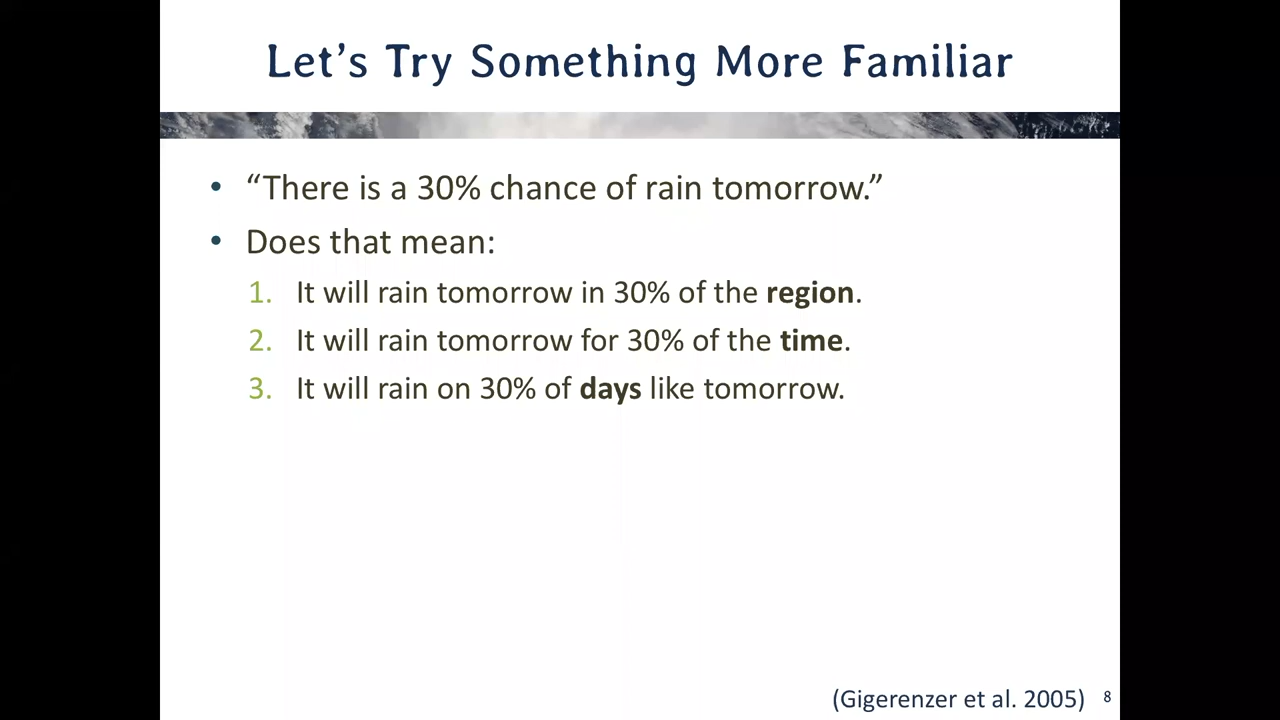 Let's Try Something More Familiar
• “There is a 30% chance of rain tomorrow.”
• Does that mean:
1. It will rain tomorrow in 30% of the region.
2. It will rain tomorrow for 30% of the time.
3. It will rain on 30% of days like tomorrow.
(Gigerenzer et al. 2005) 8